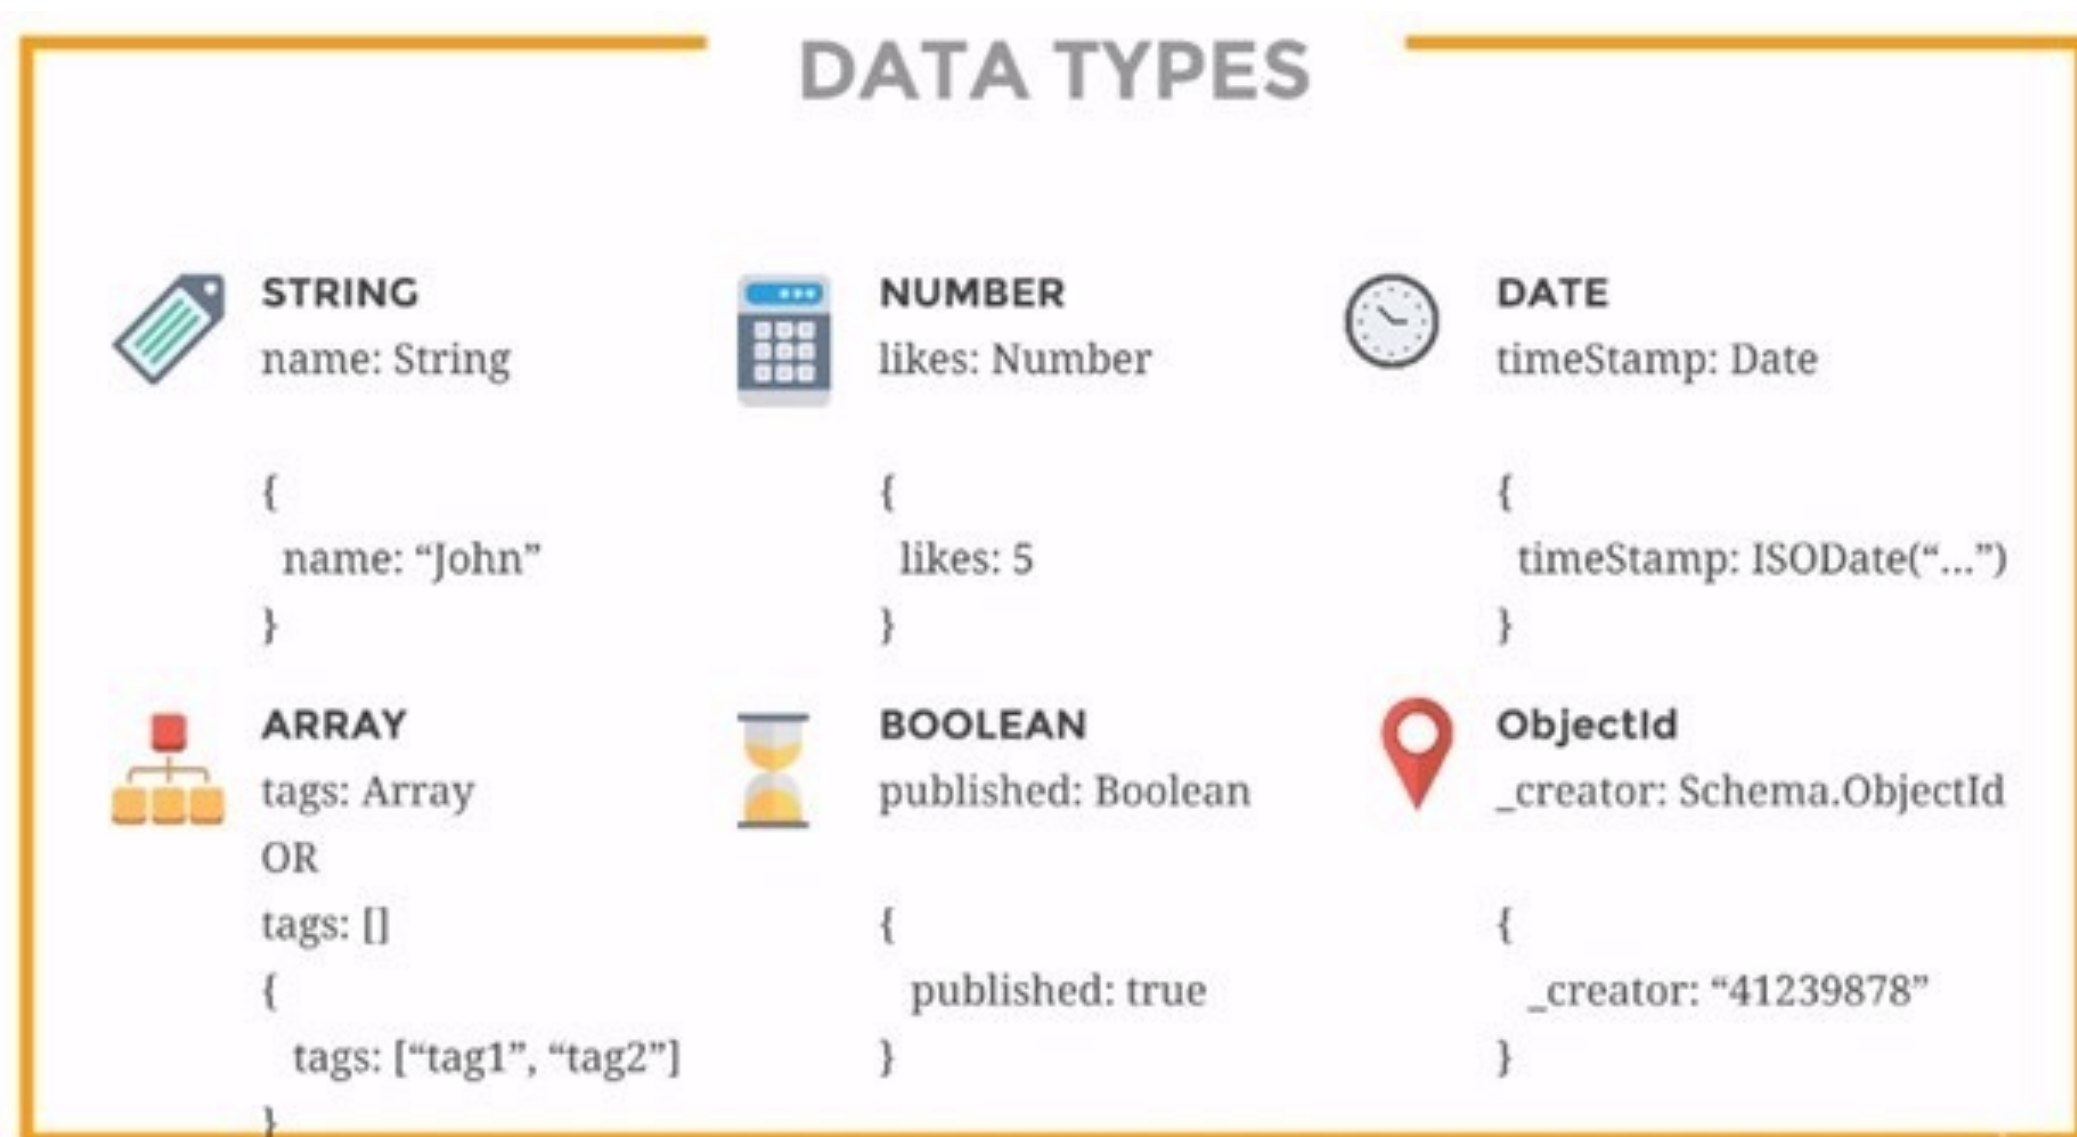 DATA TYPES
STRING
name: String
{
name: “John”
}
NUMBER
likes: Number
{
likes: 5
}
DATE
timeStamp: Date
{
timeStamp: ISODate(“...”)
}
ARRAY
tags: Array
OR
tags: []
{
tags: [“tag1”, “tag2”]
}
BOOLEAN
published: Boolean
{
published: true
}
ObjectId
_creator: Schema.ObjectId
{
_creator: “41239878”
}